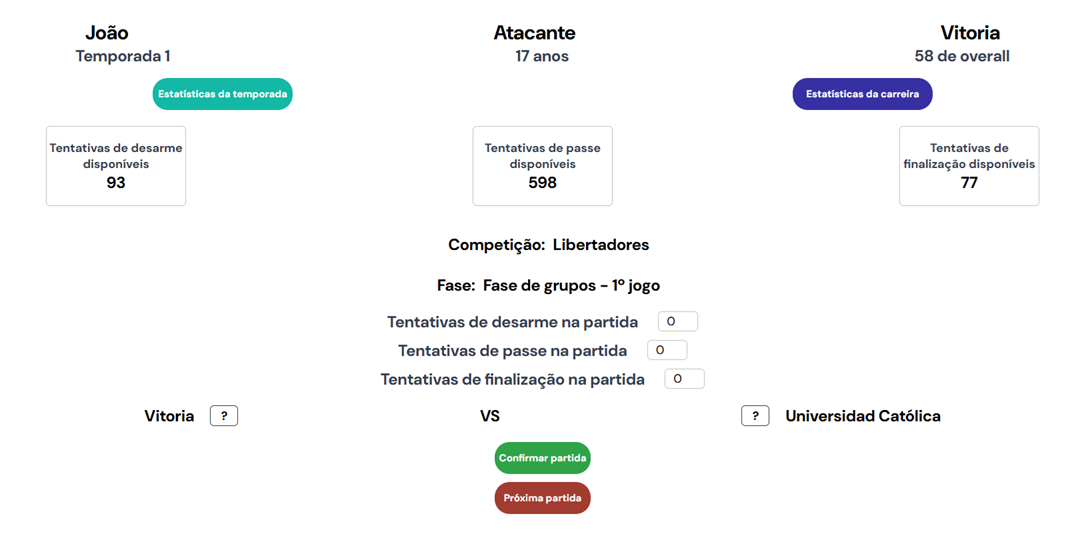 João Atacante Vitoria
Temporada 1 17 anos 58 de overall
Estatísticas da temporada Estatísticas da carreira
Tentativas de desarme
disponíveis
93
Tentativas de passe
disponíveis
598
Tentativas de
finalização disponíveis
77
Competição: Libertadores
Fase: Fase de grupos - 1º jogo
Tentativas de desarme na partida 0
Tentativas de passe na partida 0
Tentativas de finalização na partida 0
Vitoria ? VS ? Universidad Católica
Confirmar partida
Próxima partida